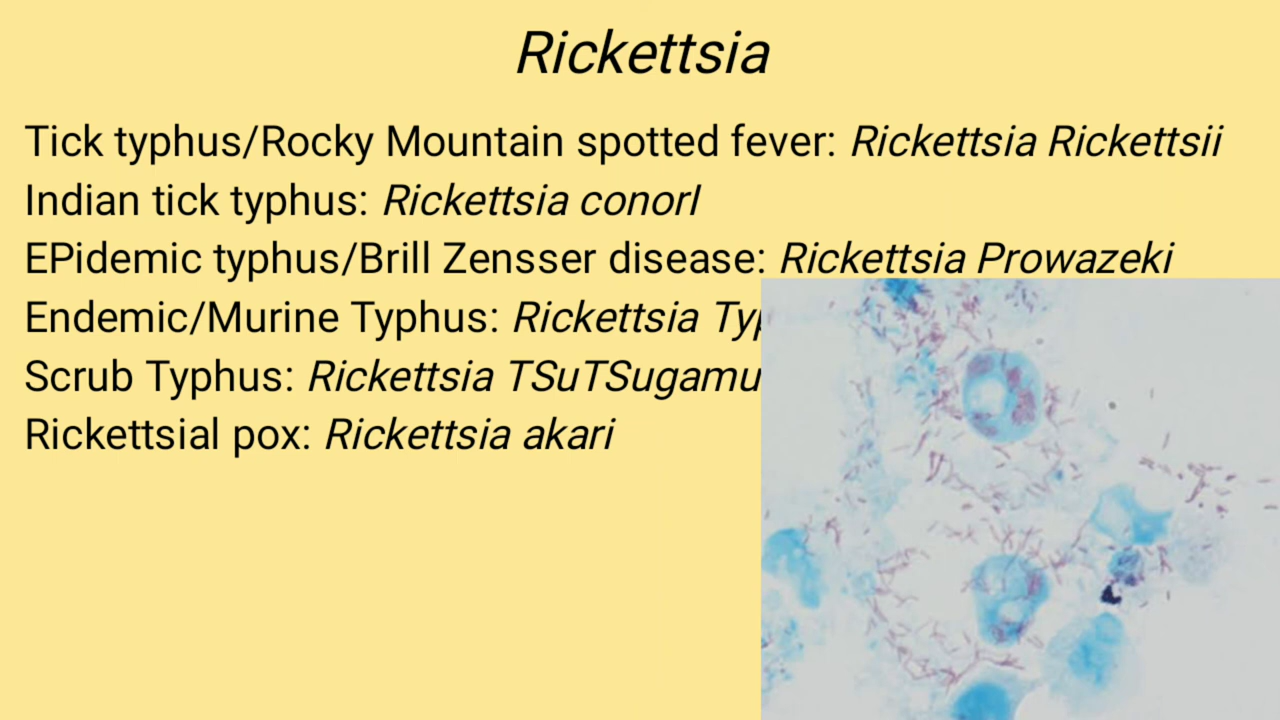 Rickettsia
Tick typhus/Rocky Mountain spotted fever: Rickettsia Rickettsii
Indian tick typhus: Rickettsia conorI
EPidemic typhus/Brill Zensser disease: Rickettsia Prowazeki
Endemic/Murine Typhus: Rickettsia
Scrub Typhus: Rickettsia TSuTSugamu
Rickettsial pox: Rickettsia akari